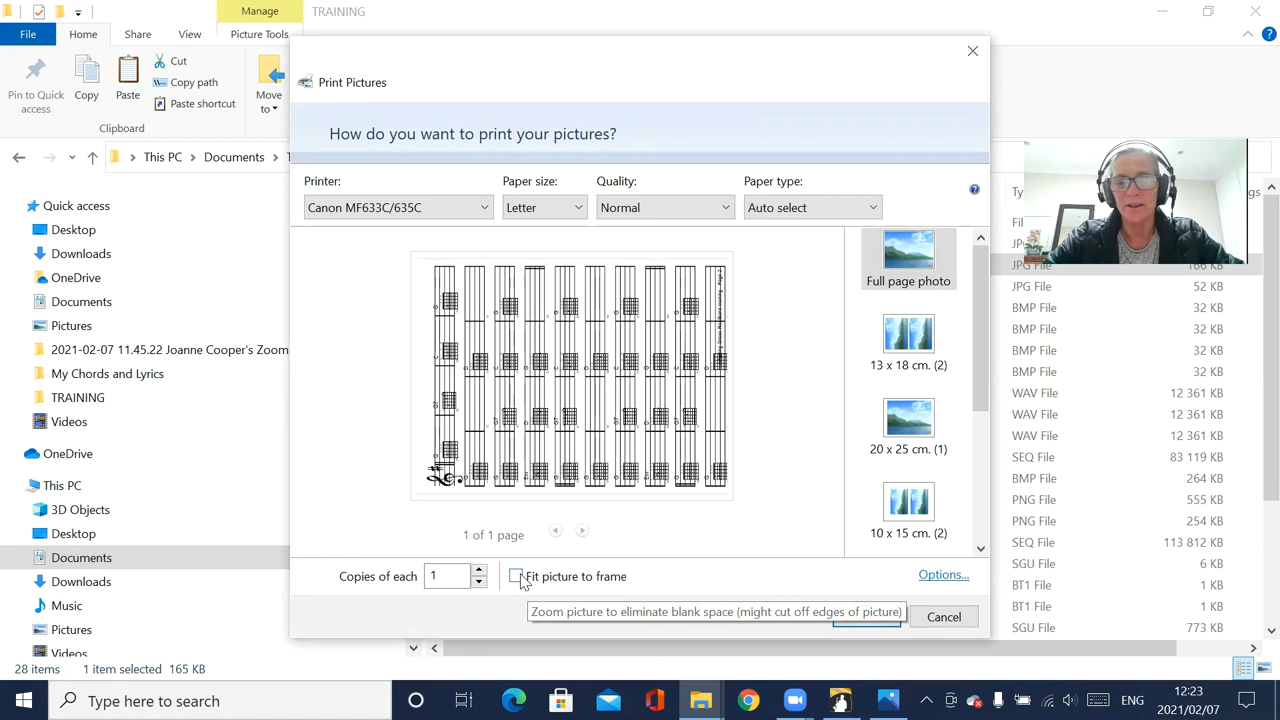 Manage
TRAINING
File
Home
Share
View
Picture Tools
Pin to Quick access
Copy
Paste
Cut
Copy path
Paste shortcut
Move to
Clipboard
This PC
Documents
Print Pictures
How do you want to print your pictures?
Printer:
Paper size:
Quality:
Paper type:
Canon MF633C/635C
Letter
Normal
Auto select
Quick access
Desktop
Downloads
OneDrive
Documents
Pictures
2021-02-07 11.45.22 Joanne Cooper's Zoom
My Chords and Lyrics
TRAINING
Videos
OneDrive
This PC
3D Objects
Desktop
Documents
Downloads
Music
Pictures
Videos
Full page photo
13 x 18 cm. (2)
20 x 25 cm. (1)
10 x 15 cm. (2)
1 of 1 page
Copies of each
1
Fit picture to frame
Options...
Zoom picture to eliminate blank space (might cut off edges of picture)
Cancel
JPG File 166 KB
JPG File 52 KB
BMP File 32 KB
BMP File 32 KB
BMP File 32 KB
BMP File 32 KB
WAV File 12 361 KB
WAV File 12 361 KB
WAV File 12 361 KB
SEQ File 83 119 KB
BMP File 264 KB
PNG File 555 KB
PNG File 254 KB
SEQ File 113 812 KB
SGU File 6 KB
BT1 File 1 KB
BT1 File 1 KB
SGU File 773 KB
28 items
1 item selected
165 KB
Type here to search
ENG
12:23
2021/02/07